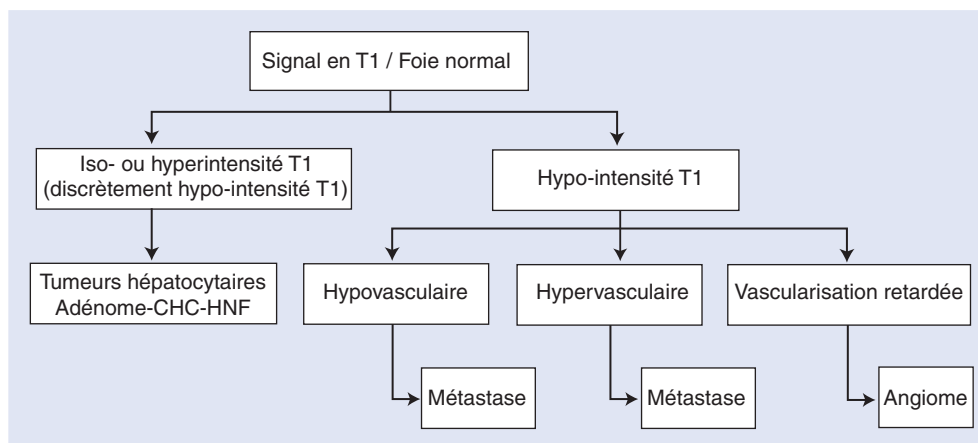 Signal en T1 / Foie normal
Iso- ou hyperintensité T1
(discrètement hypo-intensité T1)
Hypo-intensité T1
Tumeurs hépatocytaires
Adénome-CHC-HNF
Hypovasculaire
Hypervasculaire
Vascularisation retardée
Métastase
Métastase
Angiome